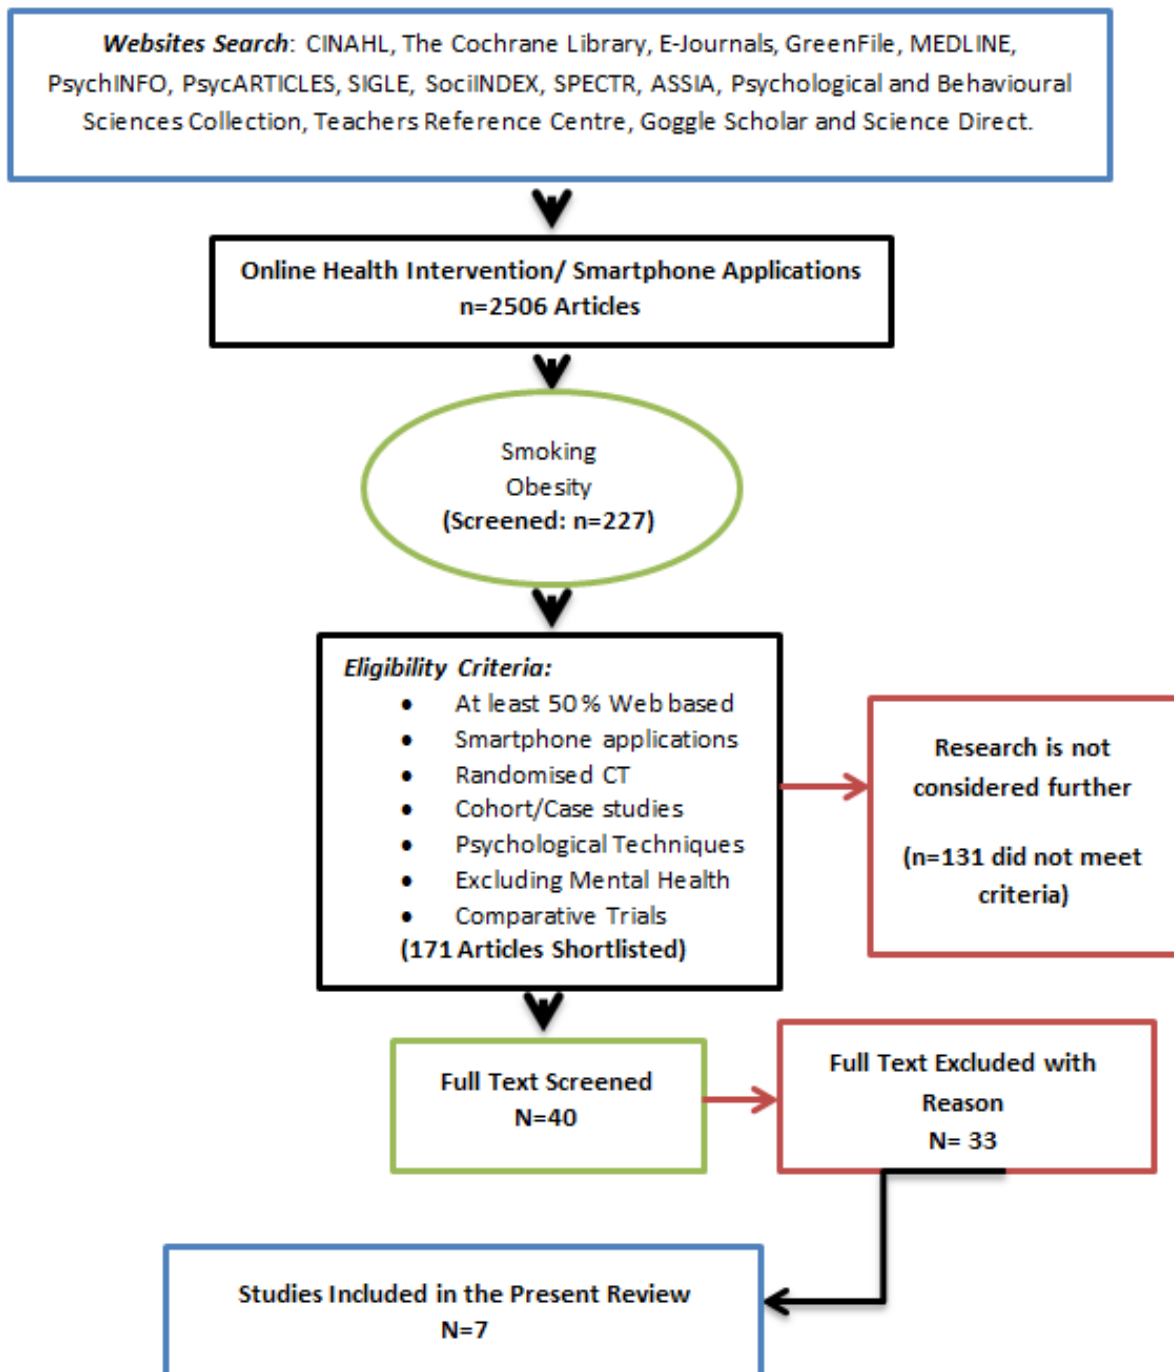 Websites Search: CINAHL, The Cochrane Library, E-Journals, GreenFile, MEDLINE,
PsychINFO, PsycARTICLES, SIGLE, SociINDEX, SPECTR, ASSIA, Psychological and Behavioural
Sciences Collection, Teachers Reference Centre, Goggle Scholar and Science Direct.
Online Health Intervention/ Smartphone Applications
n=2506 Articles
Smoking
Obesity
(Screened: n=227)
Eligibility Criteria:
● At least 50% Web based
● Smartphone applications
● Randomised CT
● Cohort/Case studies
● Psychological Techniques
● Excluding Mental Health
● Comparative Trials
(171 Articles Shortlisted)
Research is not
considered further
(n=131 did not meet
criteria)
Full Text Screened
N=40
Full Text Excluded with
Reason
N= 33
Studies Included in the Present Review
N=7